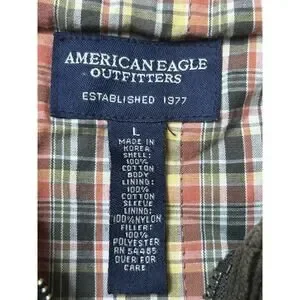 AMERICAN EAGLE
OUTFITTERS
ESTABLISHED 1977
L
MADE IN
KOREA
SHELL:
100%
COTTON
BODY
LINING:
100%
COTTON
SLEEVE
LINING:
100%NYLON
FILLER:
100%
POLYESTER
RN 54485
OVER FOR
CARE